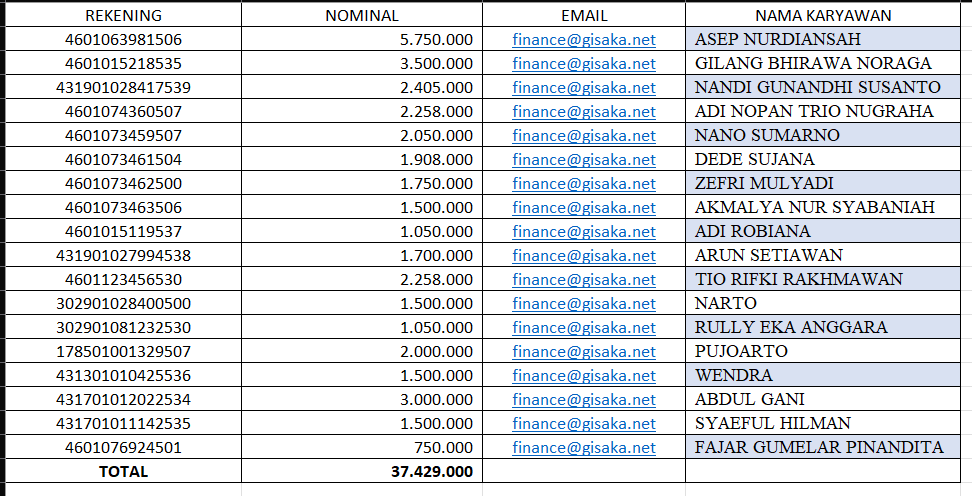 REKENING NOMINAL EMAIL NAMA KARYAWAN
4601063981506 5.750.000 finance@gisaka.net ASEP NURDIANSAH
4601015218535 3.500.000 finance@gisaka.net GILANG BHIRAWA NORAGA
431901028417539 2.405.000 finance@gisaka.net NANDI GUNANDHI SUSANTO
4601074360507 2.258.000 finance@gisaka.net ADI NOPAN TRIO NUGRAHA
4601073459507 2.050.000 finance@gisaka.net NANO SUMARNO
4601073461504 1.908.000 finance@gisaka.net DEDE SUJANA
4601073462500 1.750.000 finance@gisaka.net ZEFRI MULYADI
4601073463506 1.500.000 finance@gisaka.net AKMALYA NUR SYABANIAH
4601015119537 1.050.000 finance@gisaka.net ADI ROBIANA
431901027994538 1.700.000 finance@gisaka.net ARUN SETIAWAN
4601123456530 2.258.000 finance@gisaka.net TIO RIFKI RAKHMAWAN
302901028400500 1.500.000 finance@gisaka.net NARTO
302901081232530 1.050.000 finance@gisaka.net RULLY EKA ANGGARA
178501001329507 2.000.000 finance@gisaka.net PUJOARTO
431301010425536 1.500.000 finance@gisaka.net WENDRA
431701012022534 3.000.000 finance@gisaka.net ABDUL GANI
431701011142535 1.500.000 finance@gisaka.net SYAEFUL HILMAN
4601076924501 750.000 finance@gisaka.net FAJAR GUMELAR PINANDITA
TOTAL 37.429.000